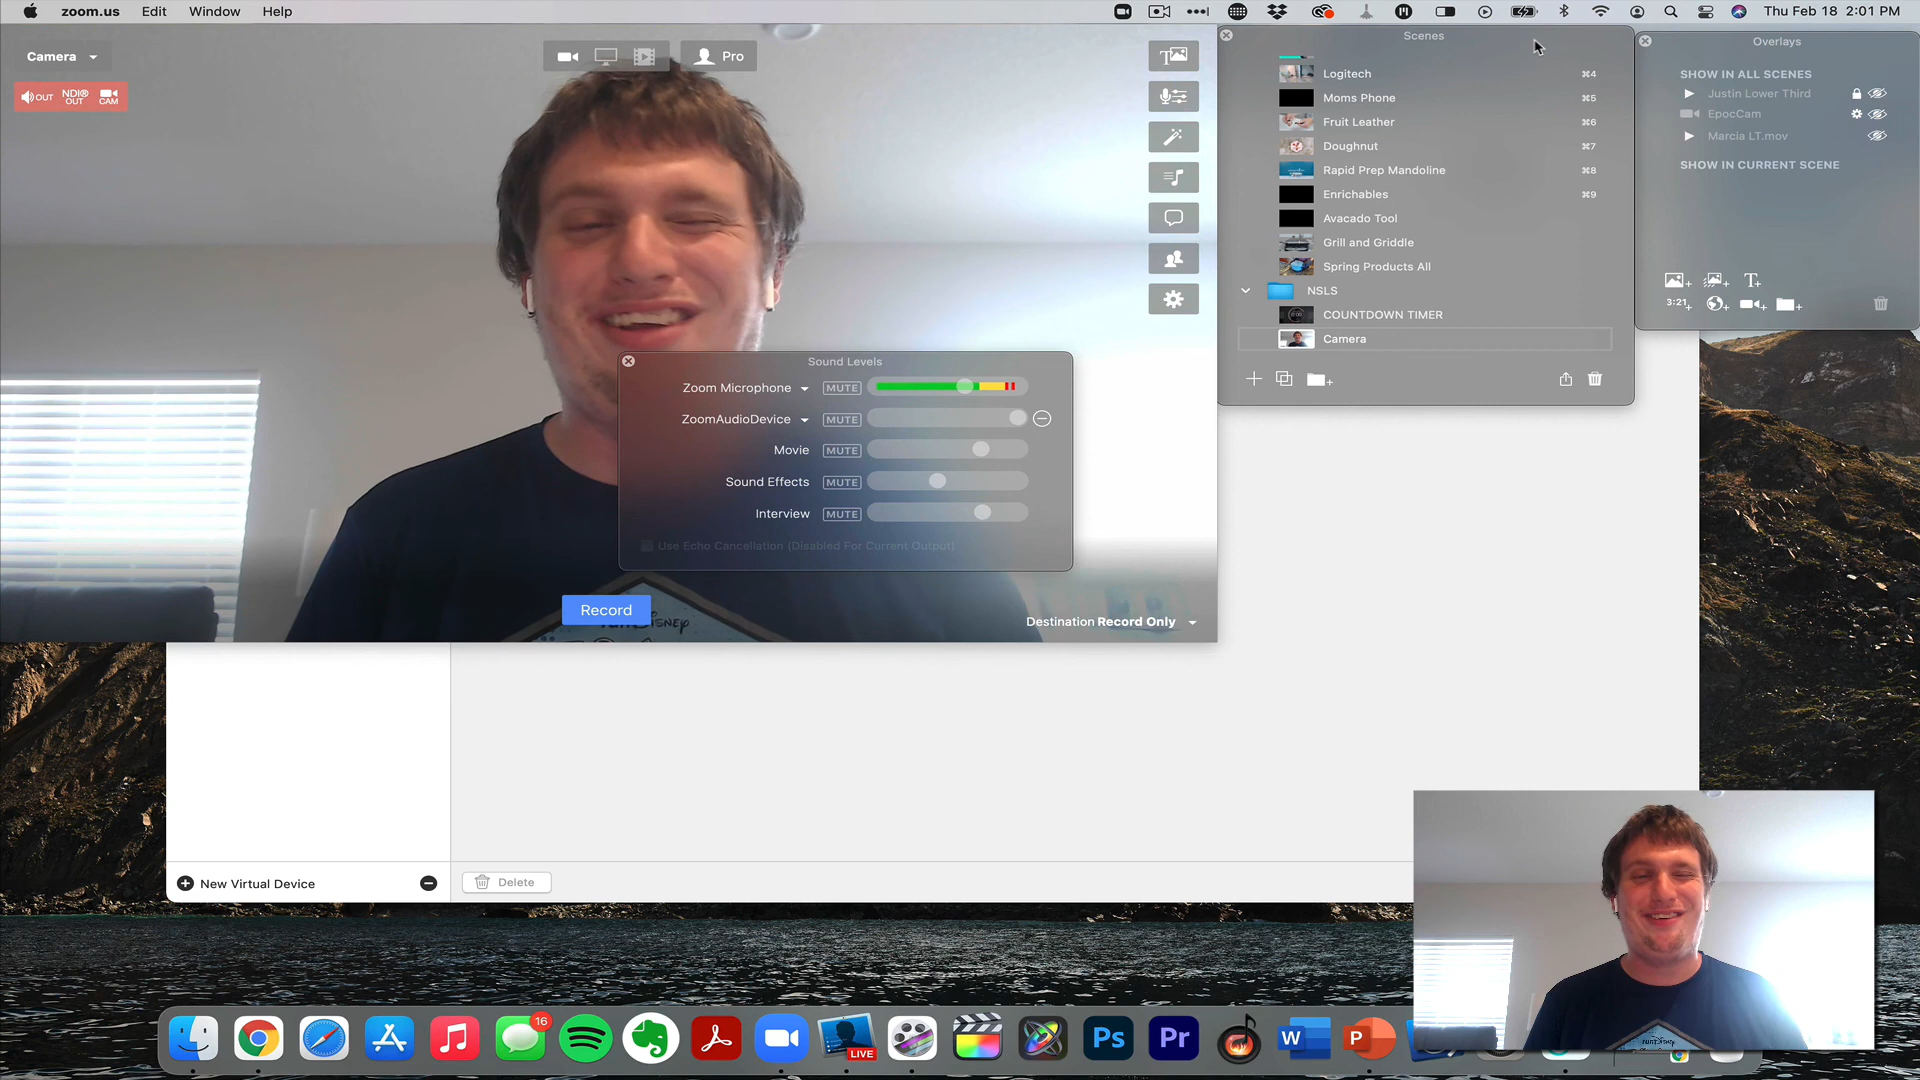 zoom.us Edit Window Help
Thu Feb 18 2:01 PM
Camera
OUT NDI® OUT CAM
Pro
Scenes
Logitech ⌘4
Moms Phone ⌘5
Fruit Leather ⌘6
Doughnut ⌘7
Rapid Prep Mandoline ⌘8
Enrichables ⌘9
Avacado Tool
Grill and Griddle
Spring Products All
NSLS
COUNTDOWN TIMER
Camera
Overlays
SHOW IN ALL SCENES
Justin Lower Third
EpocCam
Marcia LT.mov
SHOW IN CURRENT SCENE
3:21
Sound Levels
Zoom Microphone MUTE
ZoomAudioDevice MUTE
Movie MUTE
Sound Effects MUTE
Interview MUTE
Use Echo Cancellation (Disabled For Current Output)
Record
runDisney
Destination Record Only
New Virtual Device
Delete
runDisney
16
LIVE
Ps
Pr
W
P